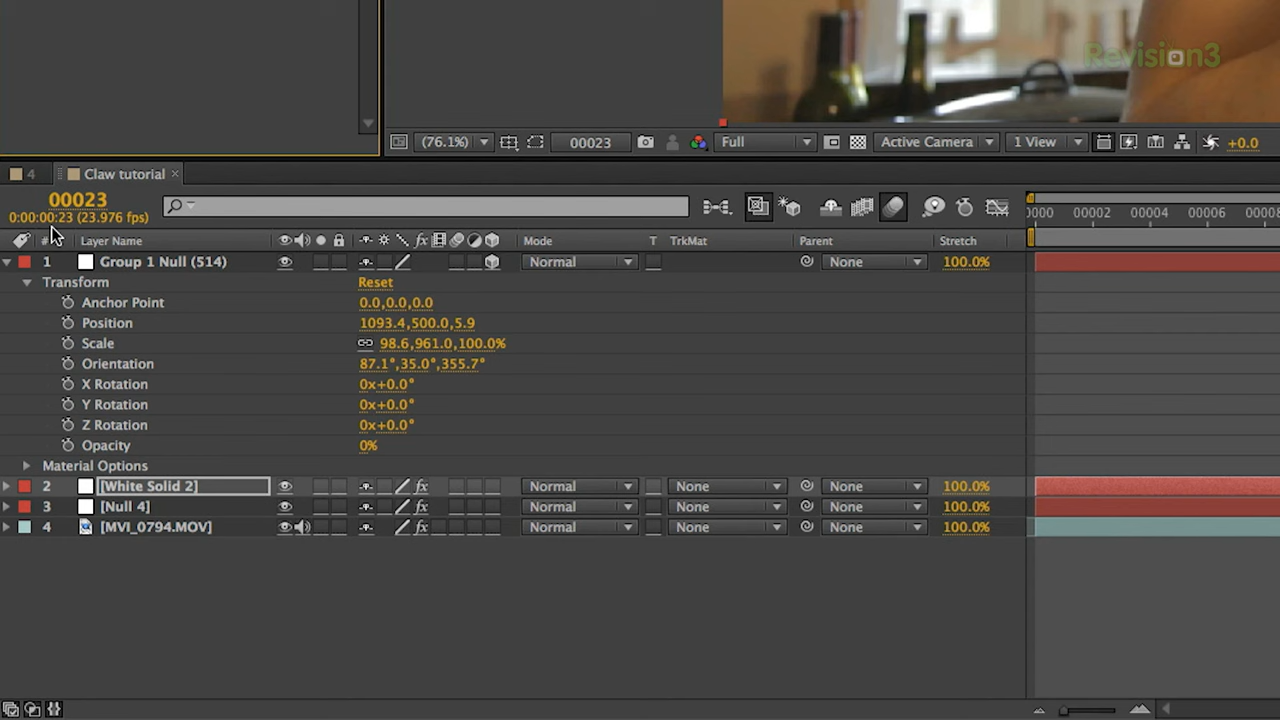 Revision3
(76.1%) 00023 Full Active Camera 1 View +0.0
4 Claw tutorial ×
00023
0:00:00:23 (23.976 fps)
0000 00002 00004 00006 0000
# Layer Name fx Mode T TrkMat Parent Stretch
1 Group 1 Null (514) Normal None 100.0%
Transform Reset
Anchor Point 0.0,0.0,0.0
Position 1093.4,500.0,5.9
Scale 98.6,961.0,100.0%
Orientation 87.1°,35.0°,355.7°
X Rotation 0x+0.0°
Y Rotation 0x+0.0°
Z Rotation 0x+0.0°
Opacity 0%
Material Options
2 [White Solid 2] fx Normal None None 100.0%
3 [Null 4] fx Normal None None 100.0%
4 [MVI_0794.MOV] fx Normal None None 100.0%